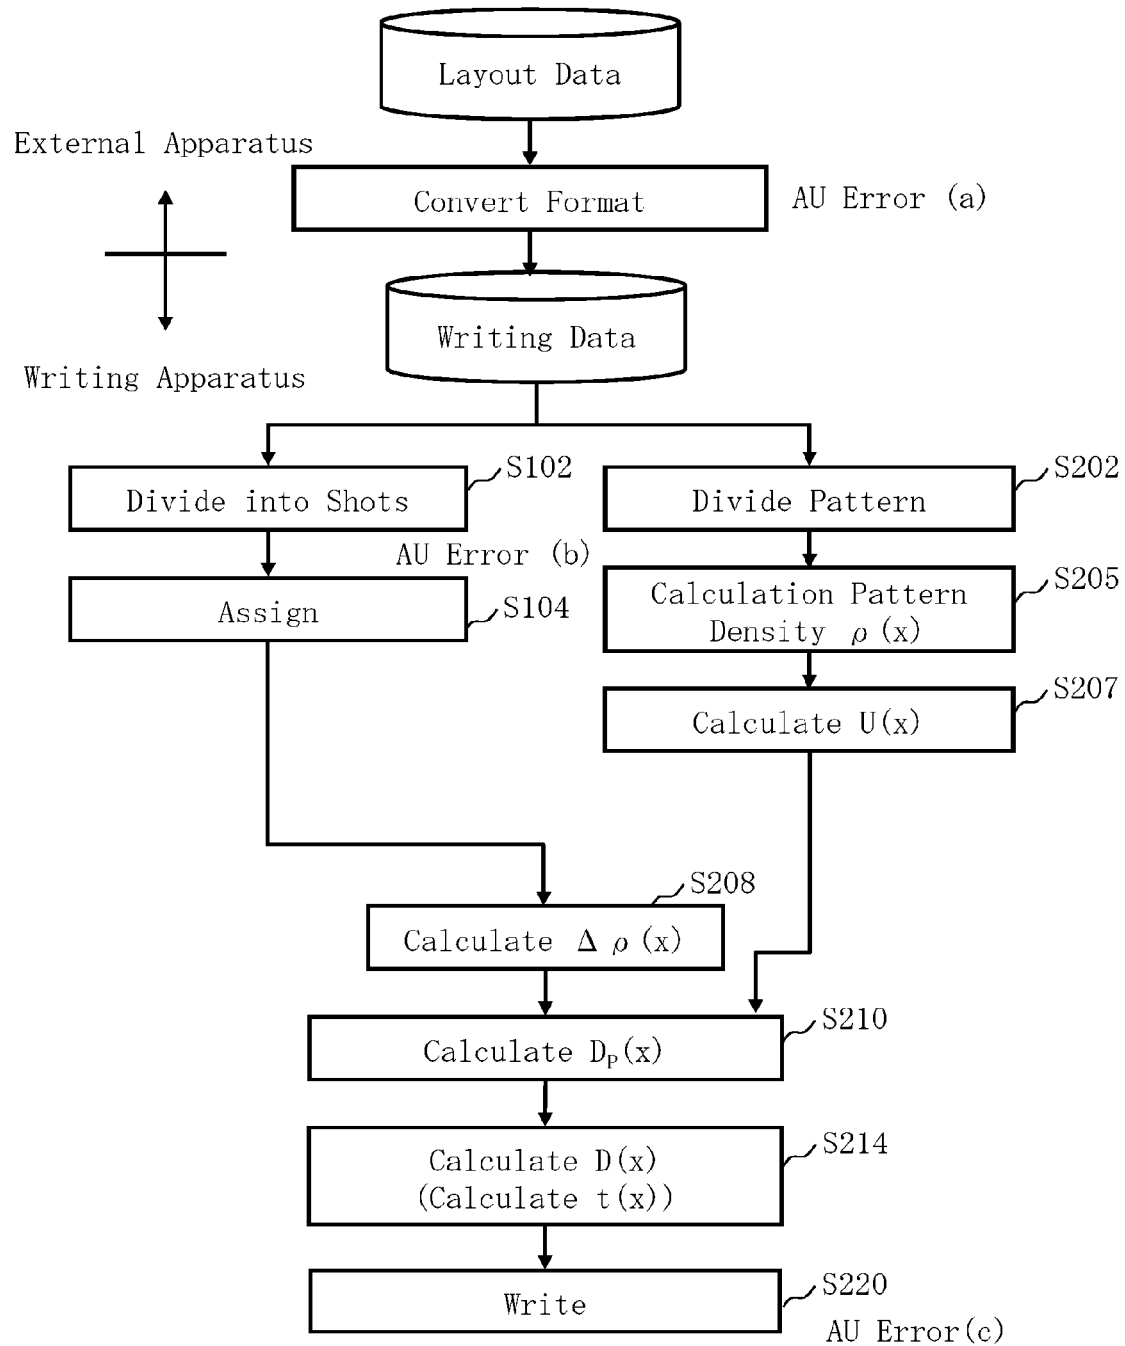 Layout Data
External Apparatus
Convert Format
AU Error (a)
Writing Data
Writing Apparatus
S102
Divide into Shots
S202
Divide Pattern
AU Error (b)
S104
Assign
S205
Calculation Pattern
Density ρ(x)
S207
Calculate U(x)
S208
Calculate Δρ(x)
S210
Calculate Dₚ(x)
S214
Calculate D(x)
(Calculate t(x))
S220
Write
AU Error(c)